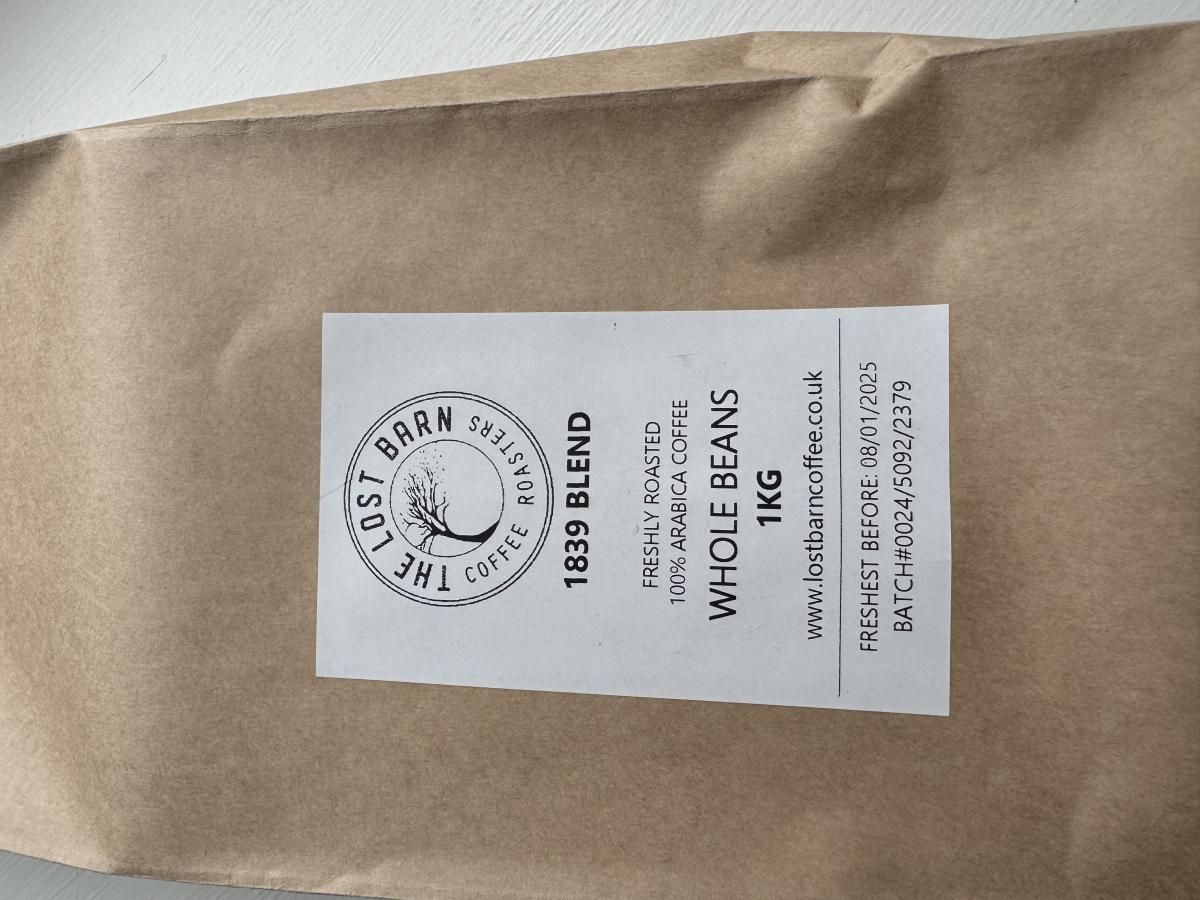 THE LOST BARN
COFFEE ROASTERS
1839 BLEND
FRESHLY ROASTED
100% ARABICA COFFEE
WHOLE BEANS
1KG
www.lostbarncoffee.co.uk
FRESHEST BEFORE: 08/01/2025
BATCH#0024/5092/2379